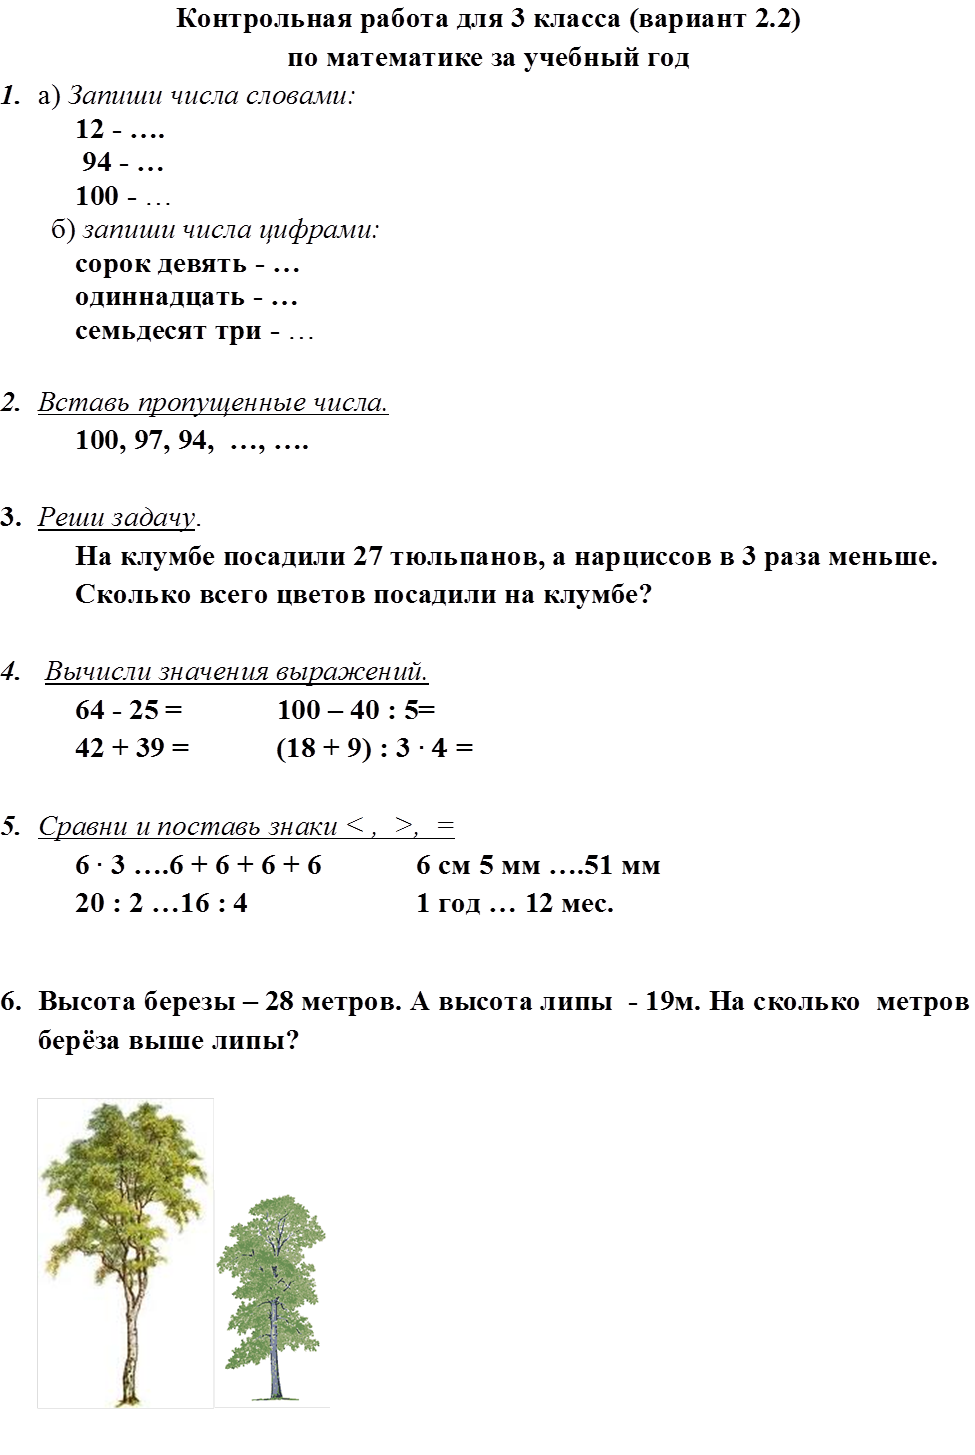 Контрольная работа для 3 класса (вариант 2.2)
по математике за учебный год
1. а) Запиши числа словами:
12 - ….
94 - …
100 - …
б) запиши числа цифрами:
сорок девять - …
одиннадцать - …
семьдесят три - …
2. Вставь пропущенные числа.
100, 97, 94, …, ….
3. Реши задачу.
На клумбе посадили 27 тюльпанов, а нарциссов в 3 раза меньше.
Сколько всего цветов посадили на клумбе?
4. Вычисли значения выражений.
64 - 25 = 100 – 40 : 5=
42 + 39 = (18 + 9) : 3 · 4 =
5. Сравни и поставь знаки < , >, =
6 · 3 ….6 + 6 + 6 + 6 6 см 5 мм ….51 мм
20 : 2 …16 : 4 1 год … 12 мес.
6. Высота березы – 28 метров. А высота липы - 19м. На сколько метров
берёза выше липы?